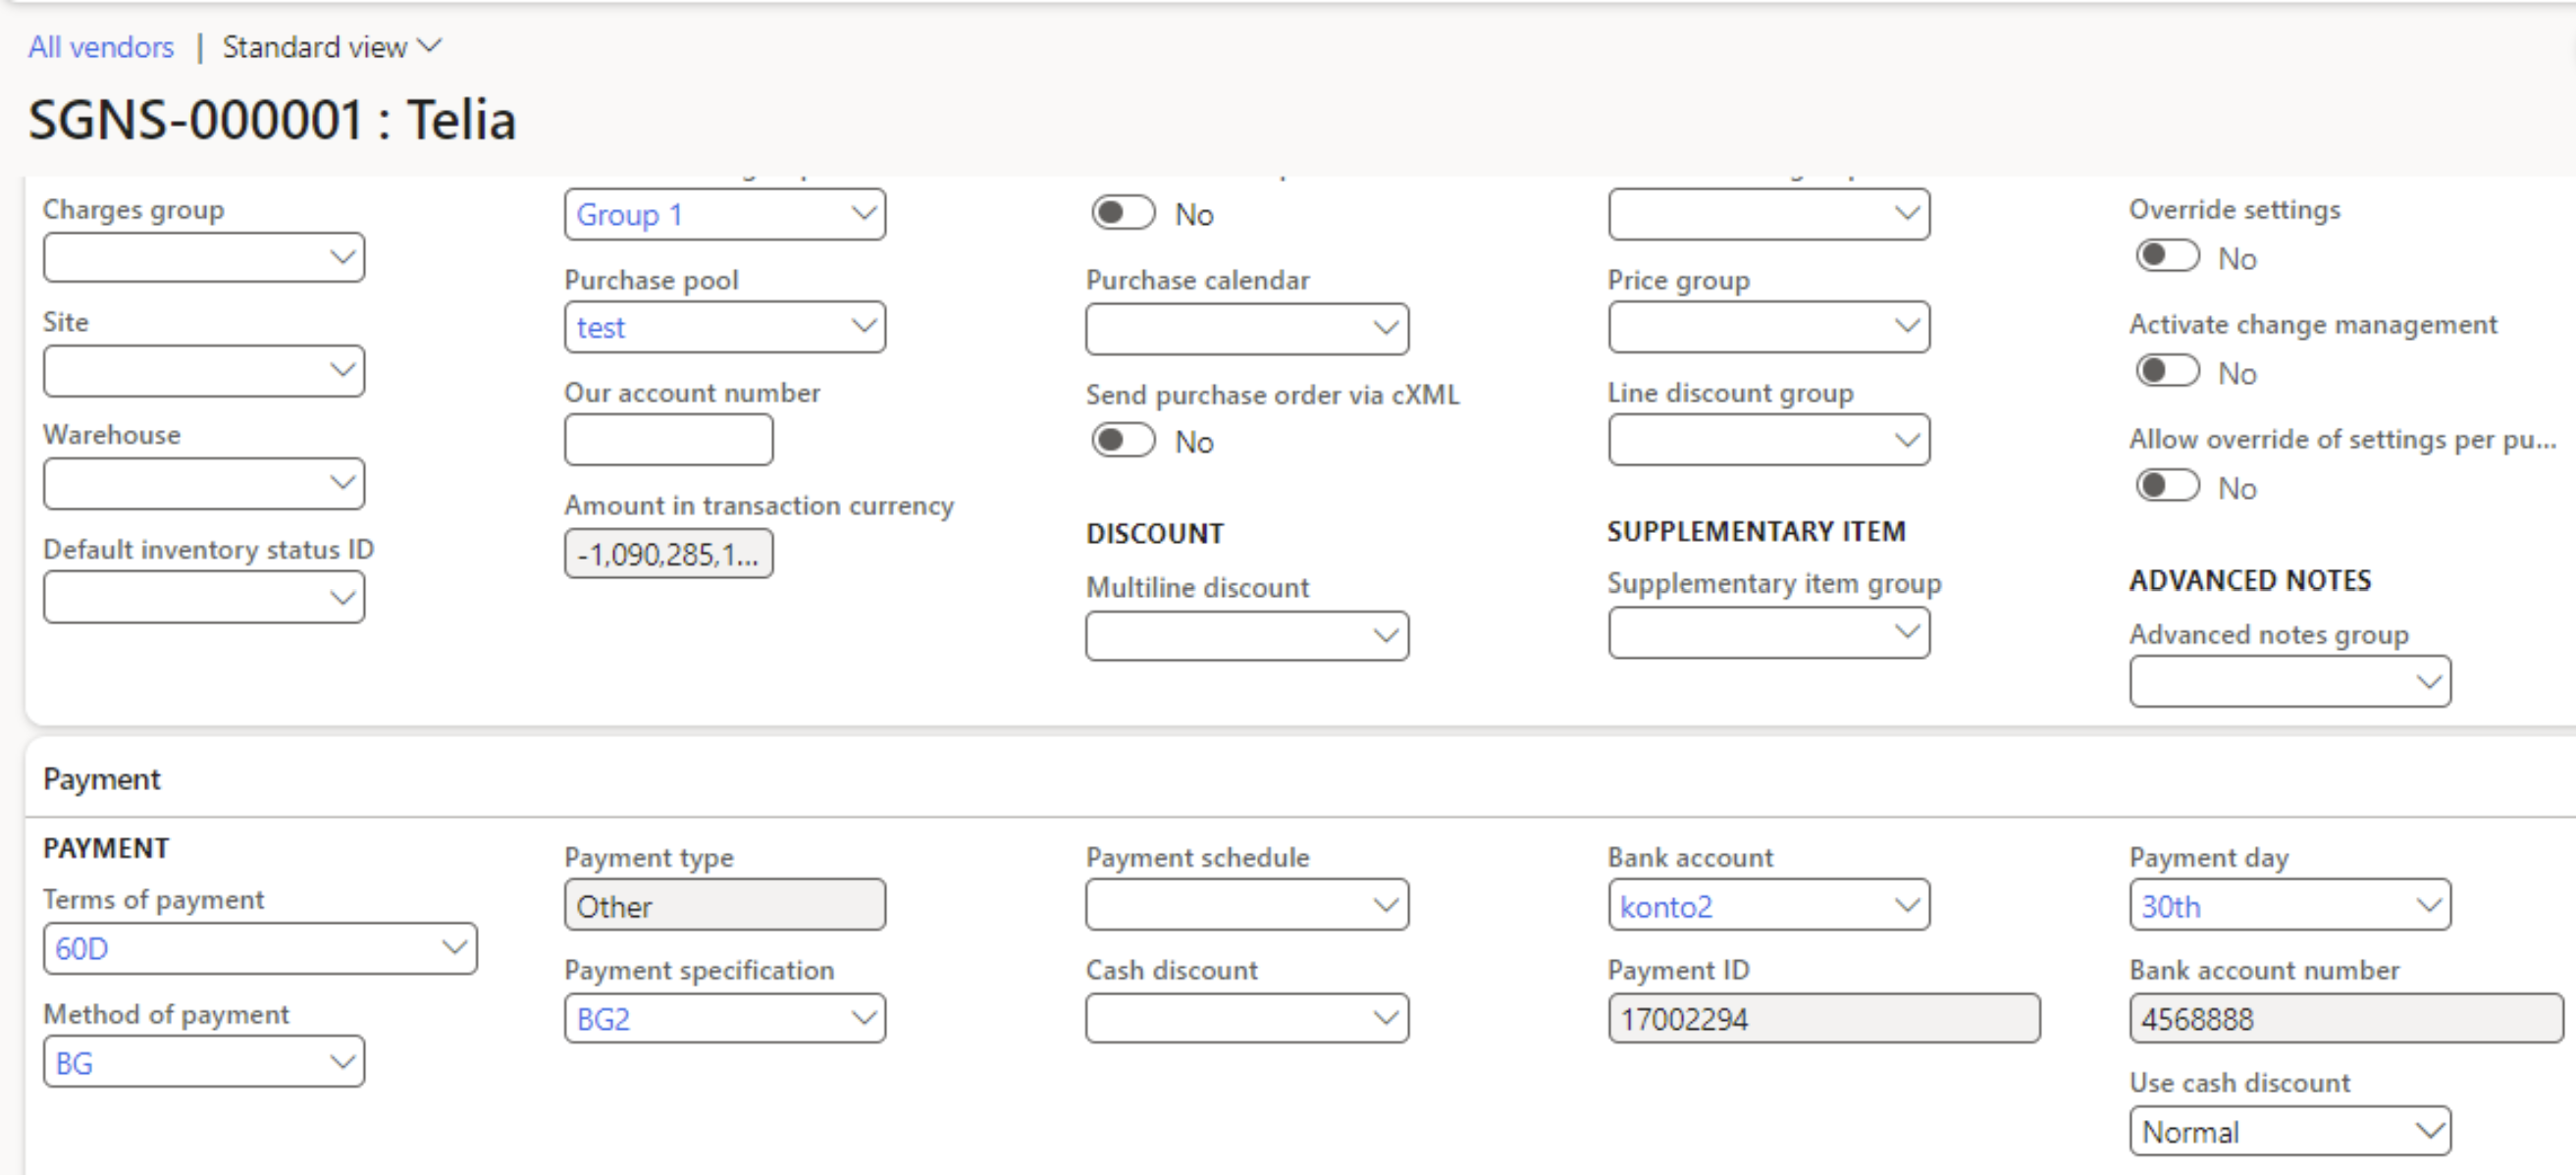 All vendors | Standard view
SGNS-000001 : Telia
Charges group
Site
Warehouse
Default inventory status ID
Group 1
Purchase pool
test
Our account number
Amount in transaction currency
-1,090,285,1...
No
Purchase calendar
Send purchase order via cXML
No
DISCOUNT
Multiline discount
Price group
Line discount group
SUPPLEMENTARY ITEM
Supplementary item group
Override settings
No
Activate change management
No
Allow override of settings per pu...
No
ADVANCED NOTES
Advanced notes group
Payment
PAYMENT
Terms of payment
60D
Method of payment
BG
Payment type
Other
Payment specification
BG2
Payment schedule
Cash discount
Bank account
konto2
Payment ID
17002294
Payment day
30th
Bank account number
4568888
Use cash discount
Normal